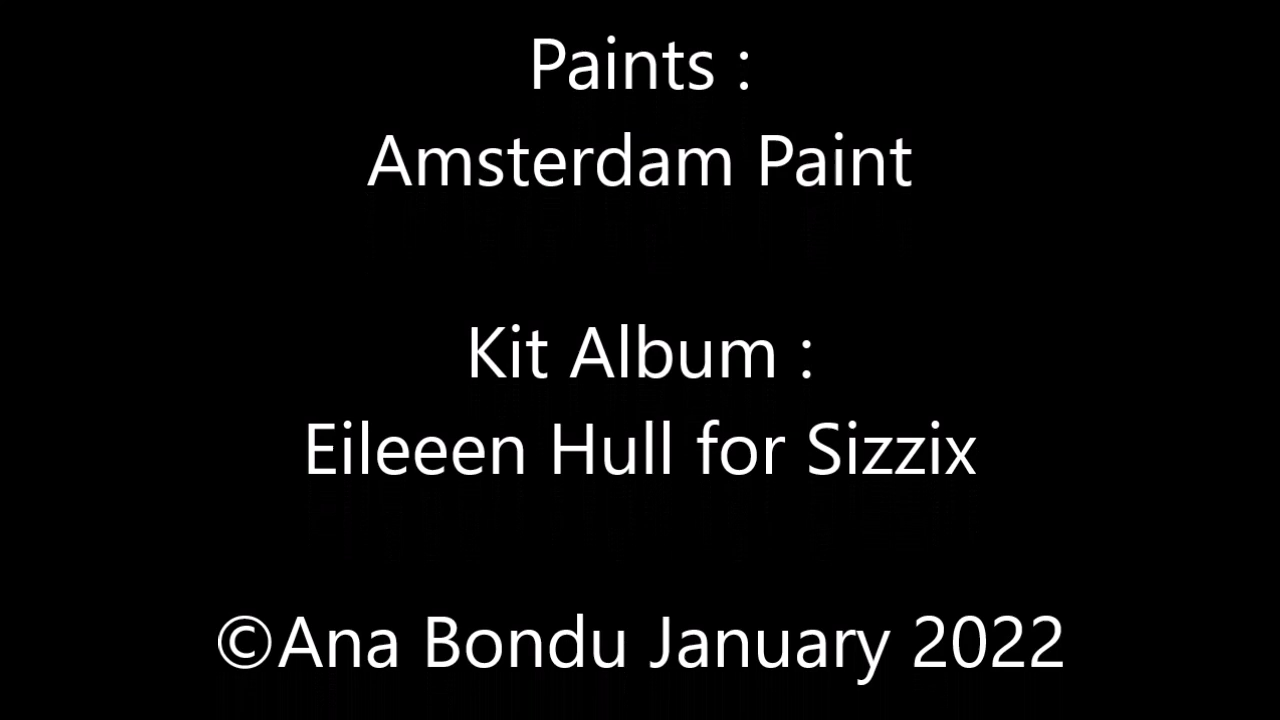 Paints :
Amsterdam Paint
Kit Album :
Eileeen Hull for Sizzix
©Ana Bondu January 2022